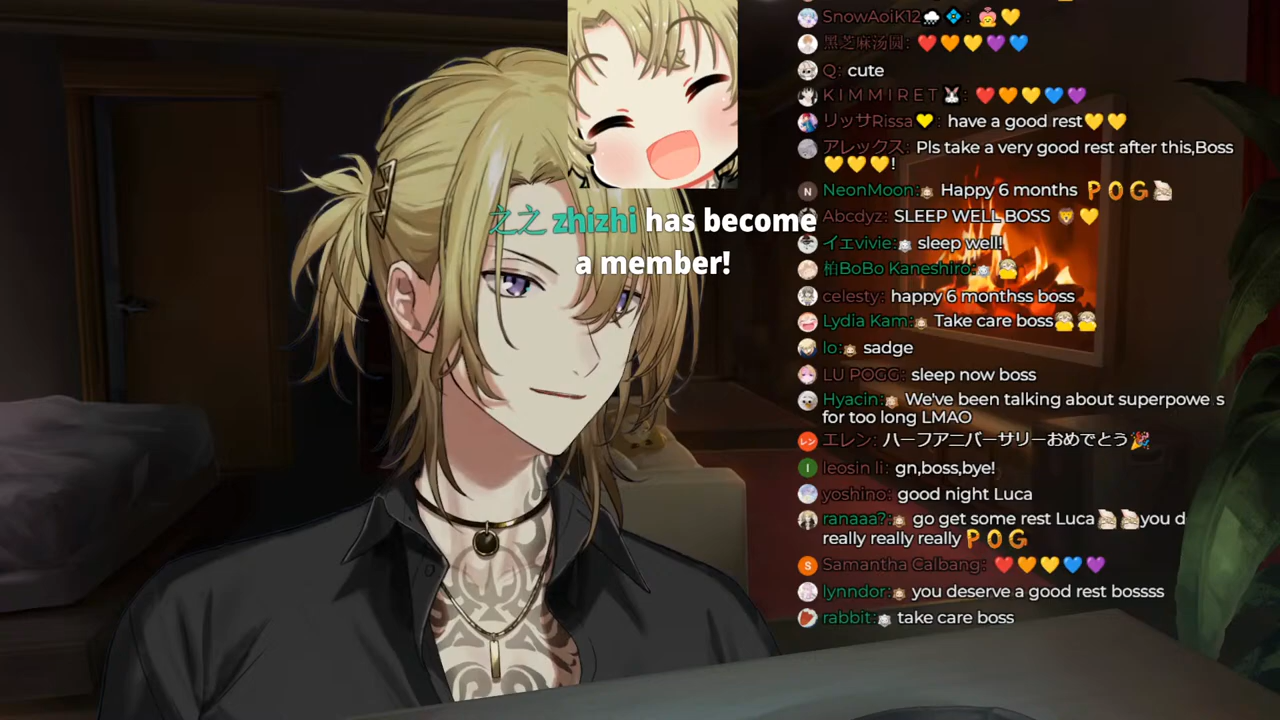 之之 zhizhi has become
a member!
SnowAoiK12🌧💠:
黑芝麻汤圆: ❤️🧡💛💜💙
Q: cute
K I M M I R E T🐰: ❤️🧡💛💙💜
リッサRissa💛: have a good rest💛💛
アレックス: Pls take a very good rest after this,Boss
💛💛💛!
NeonMoon: Happy 6 months P O G
Abcdyz: SLEEP WELL BOSS 🦁💛
イェvivie: sleep well!
柏BoBo Kaneshiro:
celesty: happy 6 monthss boss
Lydia Kam: Take care boss
lo: sadge
LU POGG: sleep now boss
Hyacin: We've been talking about superpowe s
for too long LMAO
エレン: ハーフアニバーサリーおめでとう🎉
leosin li: gn,boss,bye!
yoshino: good night Luca
ranaaa?: go get some rest Luca you d
really really really P O G
Samantha Calbang: ❤️🧡💛💙💜
lynndor: you deserve a good rest bossss
rabbit: take care boss